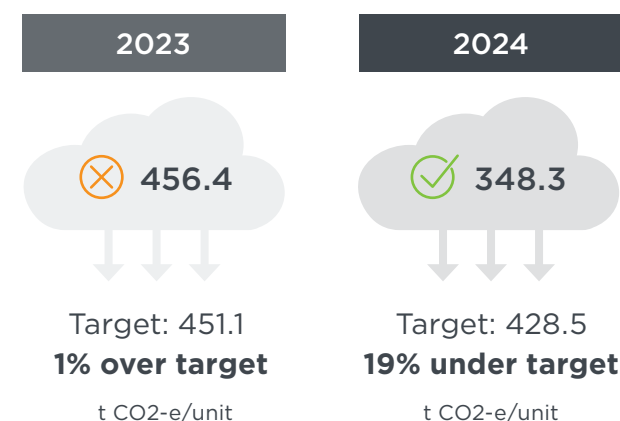 2023
456.4
Target: 451.1
1% over target
t CO2-e/unit
2024
348.3
Target: 428.5
19% under target
t CO2-e/unit